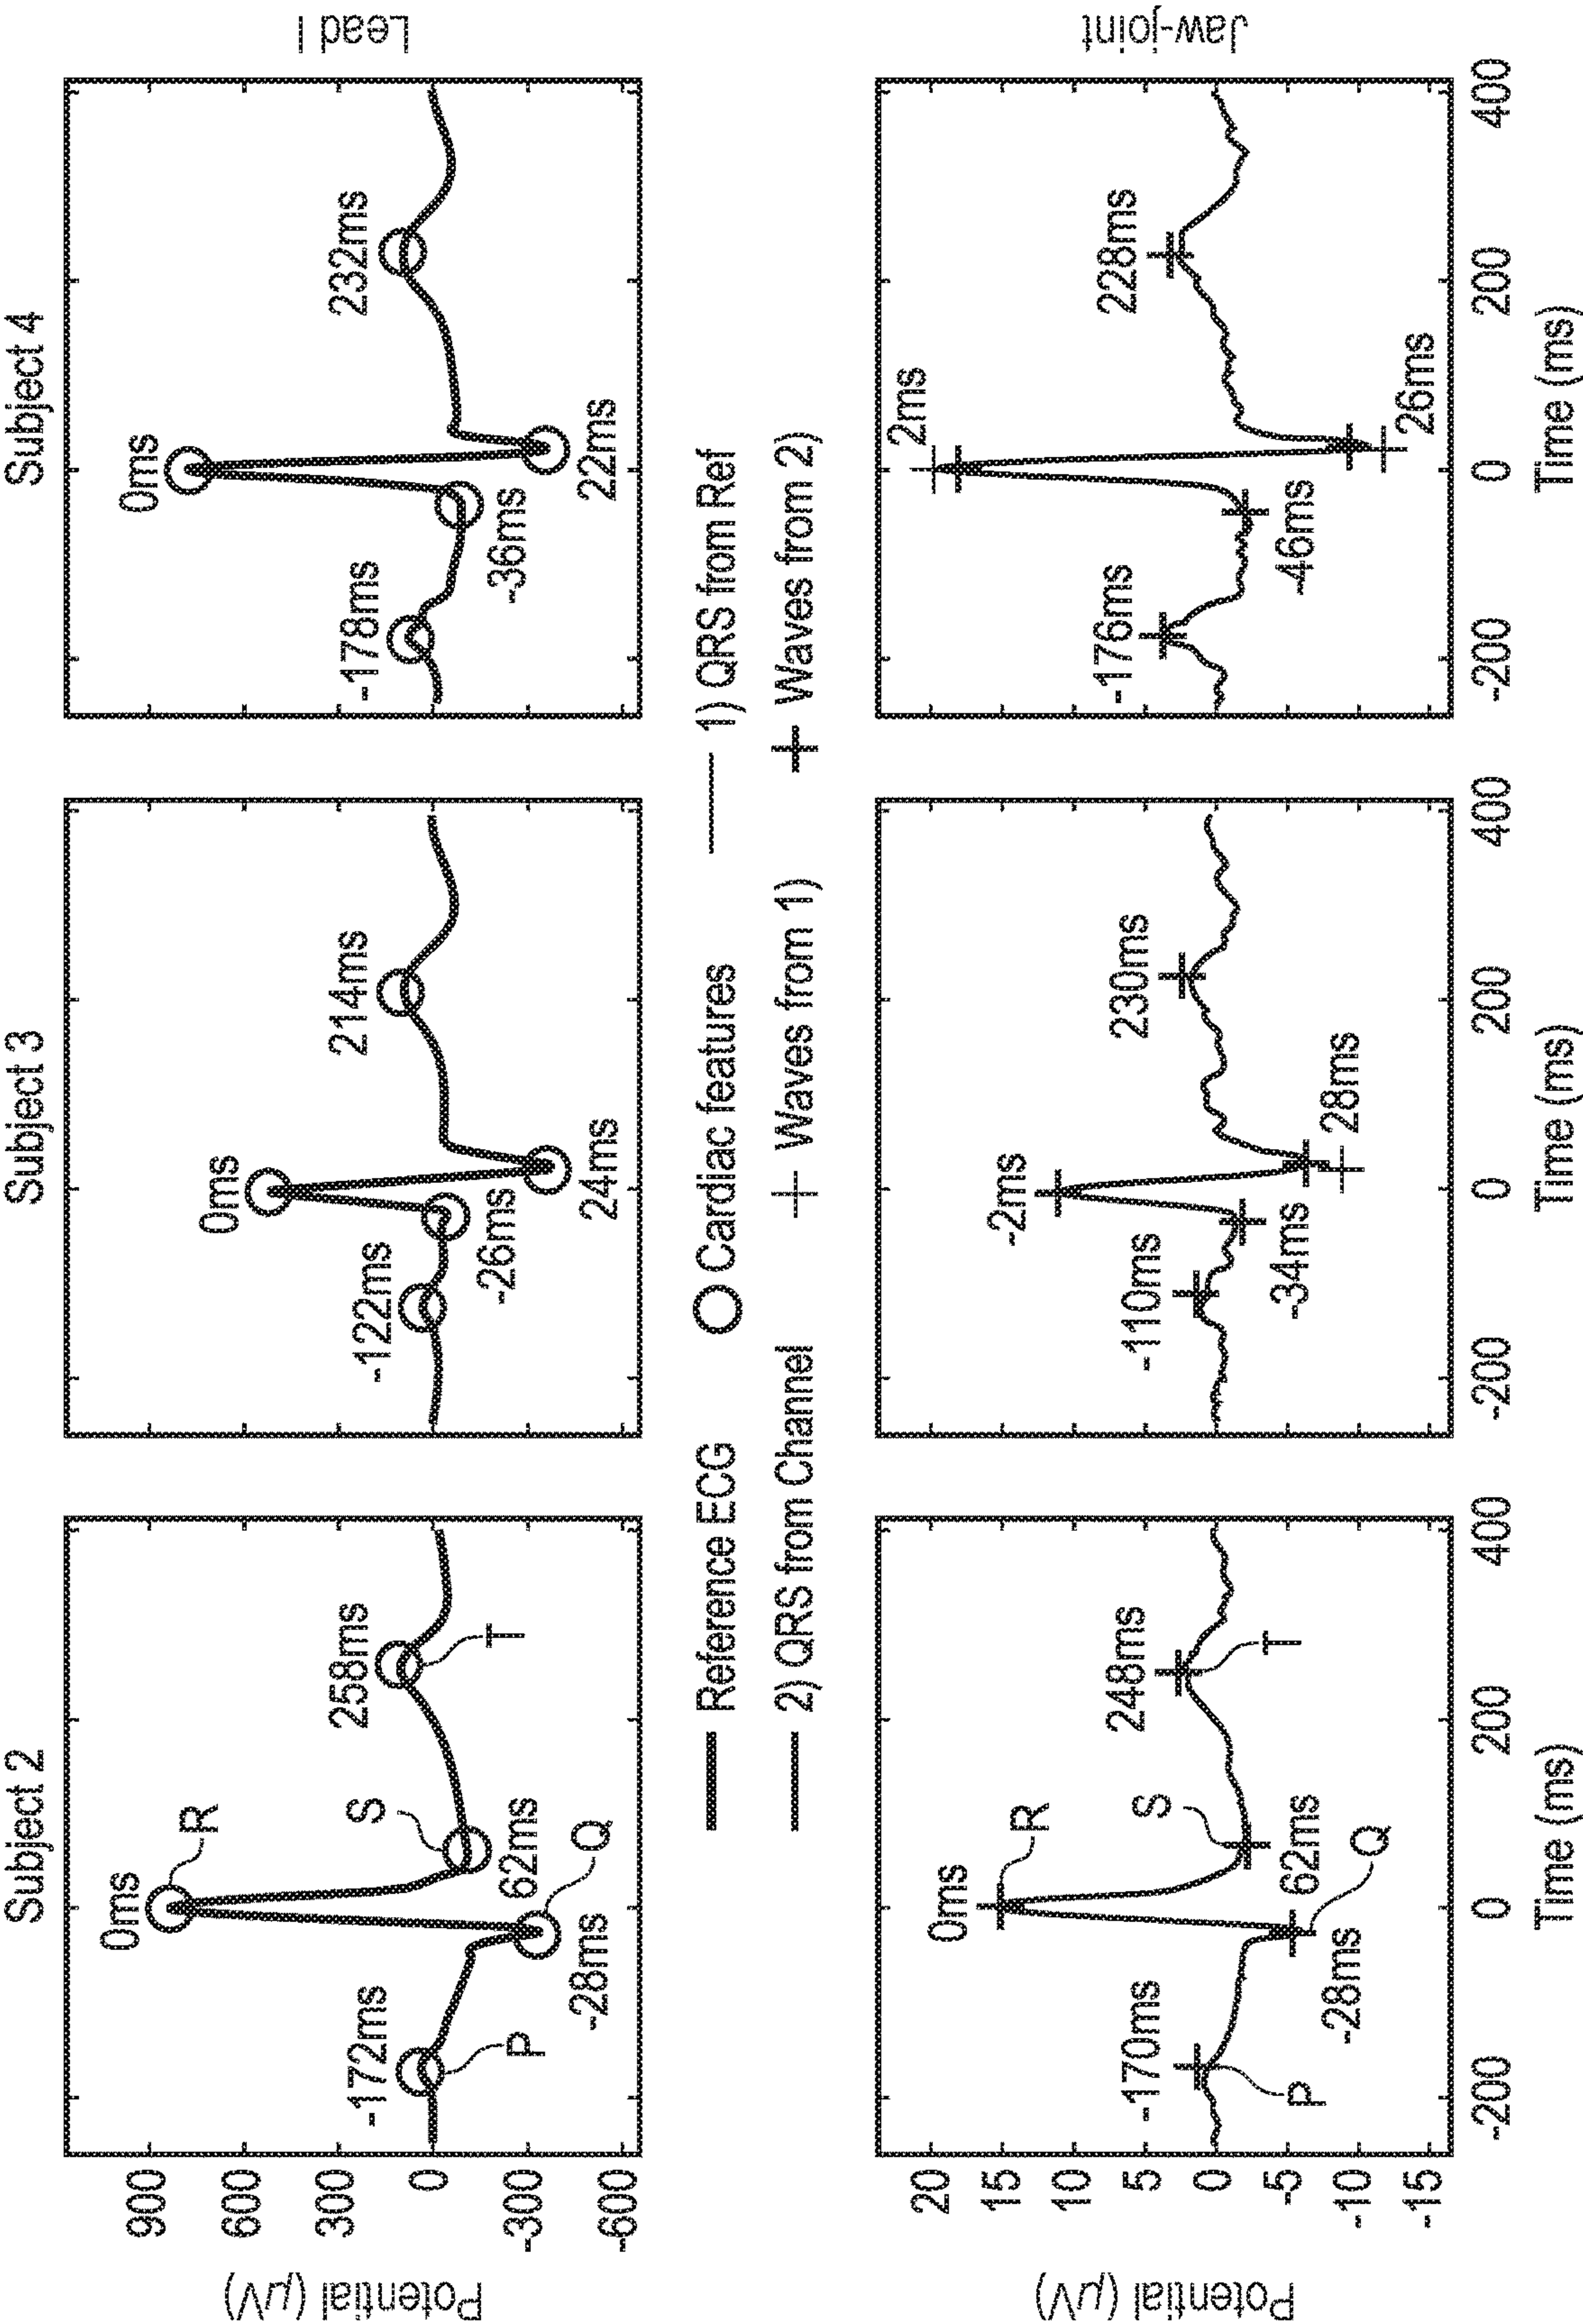 Subject 2
Subject 3
Subject 4
Potential (µV)
900
600
300
0
-300
-600
0ms
R
-172ms
P
-28ms
Q
S
62ms
258ms
T
0ms
-122ms
-26ms
24ms
214ms
0ms
-178ms
-36ms
22ms
232ms
Lead I
Reference ECG
Cardiac features
1) QRS from Ref
2) QRS from Channel
Waves from 1)
Waves from 2)
Potential (µV)
20
15
10
5
0
-5
-10
-15
0ms
R
-170ms
P
-28ms
Q
S
62ms
248ms
T
-2ms
-110ms
-34ms
28ms
230ms
2ms
-176ms
-46ms
26ms
228ms
Jaw-joint
-200 0 200 400
-200 0 200 400
-200 0 200 400
Time (ms)
Time (ms)
Time (ms)